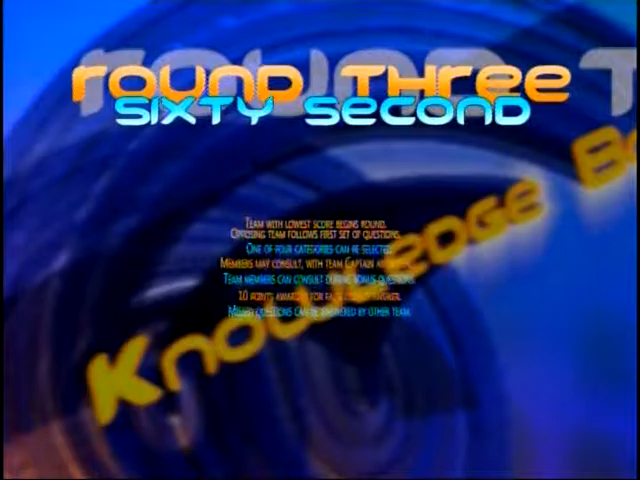 ROUND THREE
SIXTY SECOND
TEAM WITH LOWEST SCORE BEGINS ROUND.
OPPOSING TEAM FOLLOWS FIRST SET OF QUESTIONS.
ONE OF FOUR CATEGORIES CAN BE SELECTED
MEMBERS MAY CONSULT, WITH TEAM CAPTAIN
TEAM MEMBERS CAN CONSULT DURING BONUS QUESTIONS.
10 POINTS AWARDED FOR EACH ANSWER.
MISSED QUESTIONS CAN BE ANSWERED BY OTHER TEAM.
KNOWLEDGE B
ROUND T